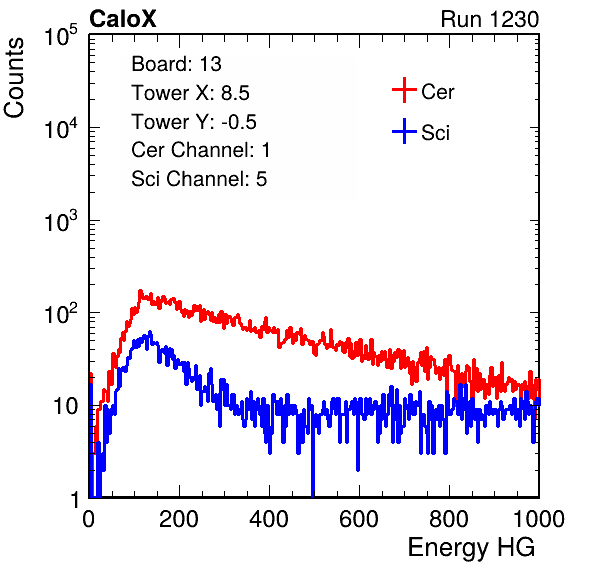 CaloX Run 1230
Counts
10^5
10^4
10^3
10^2
10
1
Board: 13
Tower X: 8.5
Tower Y: -0.5
Cer Channel: 1
Sci Channel: 5
Cer
Sci
0 200 400 600 800 1000
Energy HG